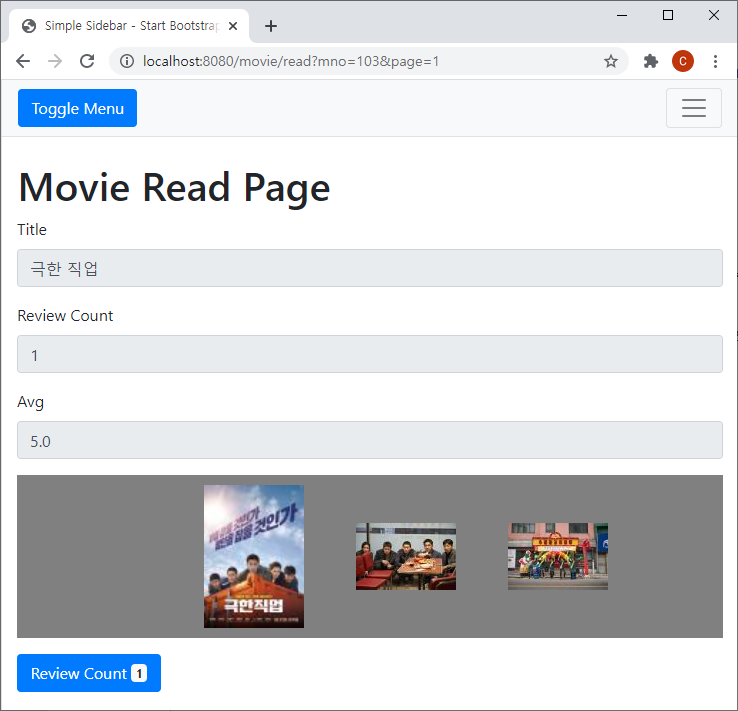 Simple Sidebar - Start Bootstrap
localhost:8080/movie/read?mno=103&page=1
C
Toggle Menu
Movie Read Page
Title
극한 직업
Review Count
1
Avg
5.0
극한직업
Review Count 1